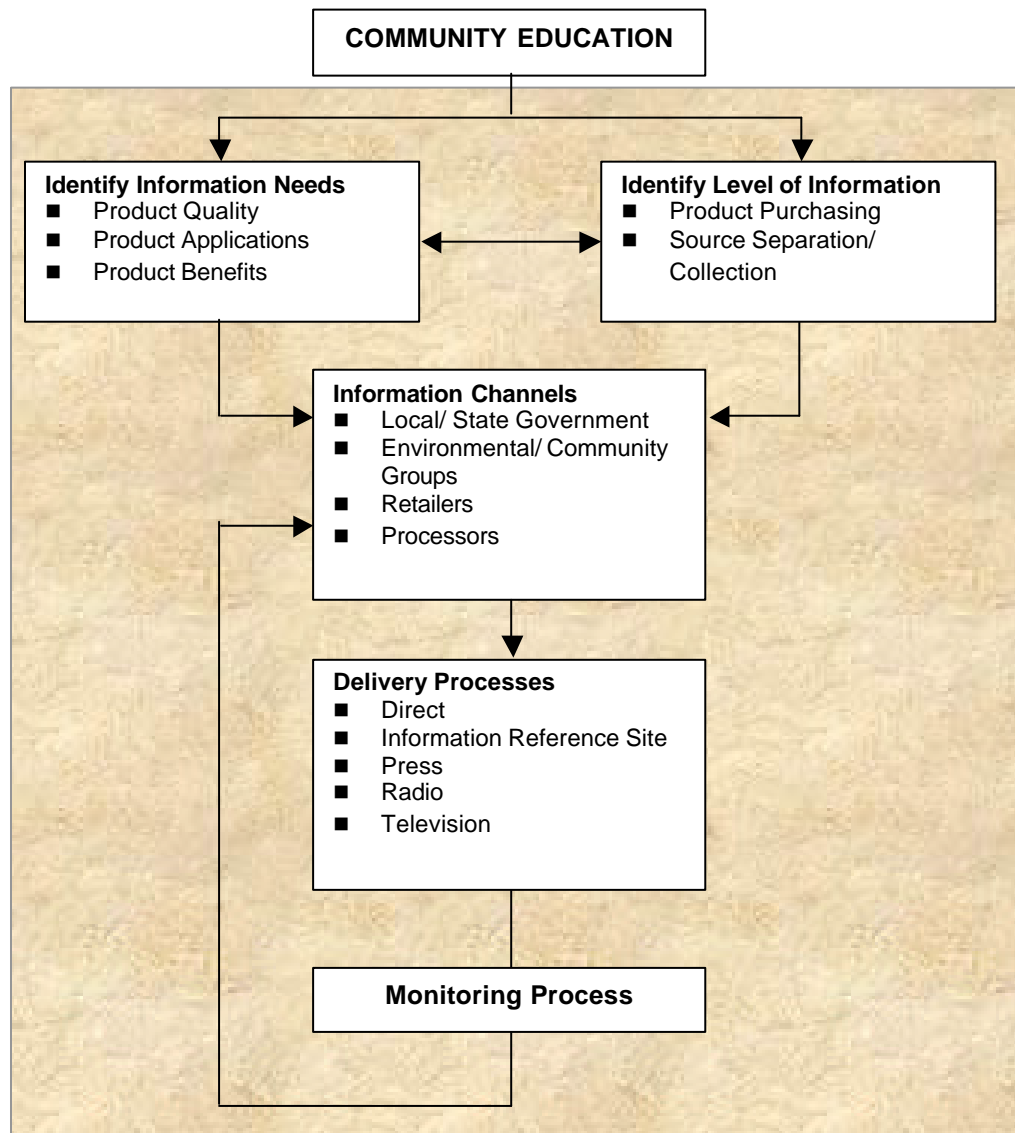 COMMUNITY EDUCATION
Identify Information Needs
■ Product Quality
■ Product Applications
■ Product Benefits
Identify Level of Information
■ Product Purchasing
■ Source Separation/
Collection
Information Channels
■ Local/ State Government
■ Environmental/ Community
Groups
■ Retailers
■ Processors
Delivery Processes
■ Direct
■ Information Reference Site
■ Press
■ Radio
■ Television
Monitoring Process